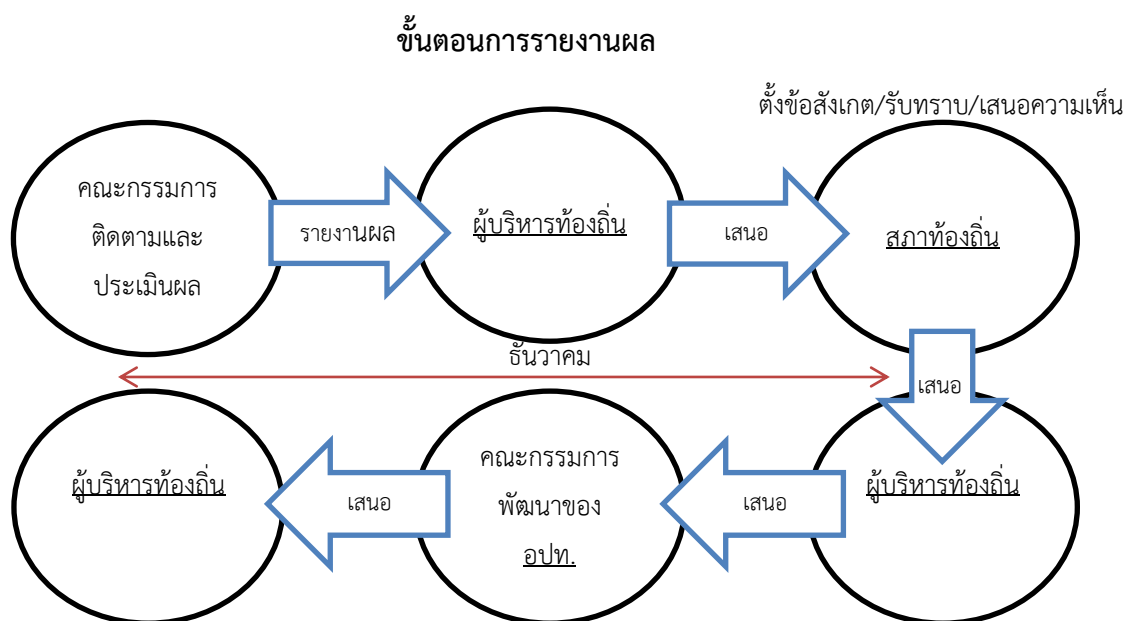 ขั้นตอนการรายงานผล
ตั้งข้อสังเกต/รับทราบ/เสนอความเห็น
คณะกรรมการ
ติดตามและ
ประเมินผล
รายงานผล
ผู้บริหารท้องถิ่น
เสนอ
สภาท้องถิ่น
ธันวาคม
เสนอ
ผู้บริหารท้องถิ่น
เสนอ
คณะกรรมการ
พัฒนาของ
อปท.
เสนอ
ผู้บริหารท้องถิ่น